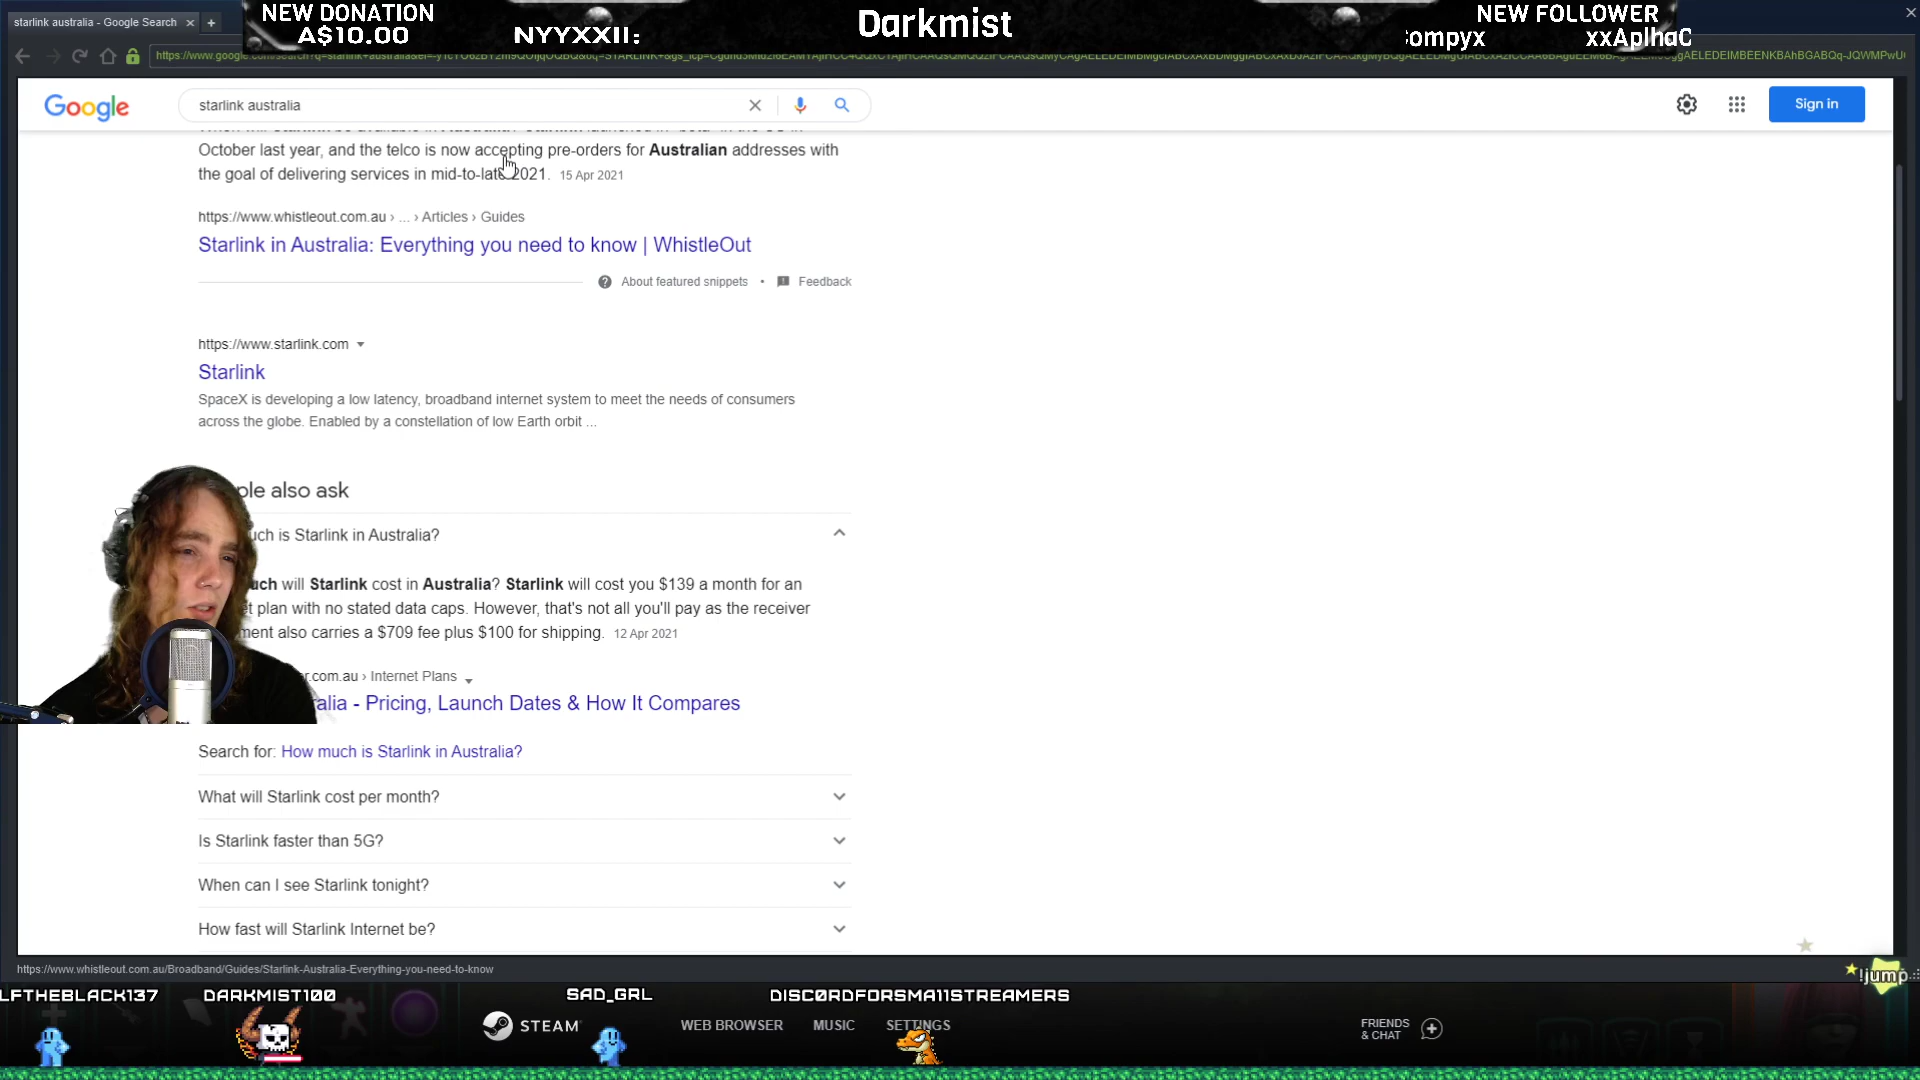 NEW DONATION
A$10.00
NYYXXII:
Darkmist
NEW FOLLOWER
xxAplhaC
starlink australia - Google Search
Google
starlink australia
Sign in
October last year, and the telco is now accepting pre-orders for Australian addresses with
the goal of delivering services in mid-to-late 2021. 15 Apr 2021
https://www.whistleout.com.au › ... › Articles › Guides
Starlink in Australia: Everything you need to know | WhistleOut
About featured snippets • Feedback
https://www.starlink.com
Starlink
SpaceX is developing a low latency, broadband internet system to meet the needs of consumers
across the globe. Enabled by a constellation of low Earth orbit ...
ple also ask
uch is Starlink in Australia?
uch will Starlink cost in Australia? Starlink will cost you $139 a month for an
et plan with no stated data caps. However, that's not all you'll pay as the receiver
ment also carries a $709 fee plus $100 for shipping. 12 Apr 2021
r.com.au › Internet Plans
alia - Pricing, Launch Dates & How It Compares
Search for: How much is Starlink in Australia?
What will Starlink cost per month?
Is Starlink faster than 5G?
When can I see Starlink tonight?
How fast will Starlink Internet be?
https://www.whistleout.com.au/Broadband/Guides/Starlink-Australia-Everything-you-need-to-know
!jump
LFTHEBLACK137
DARKMIST100
SAD_GRL
DISCORDFORSMA11STREAMERS
STEAM
WEB BROWSER
MUSIC
SETTINGS
FRIENDS
& CHAT